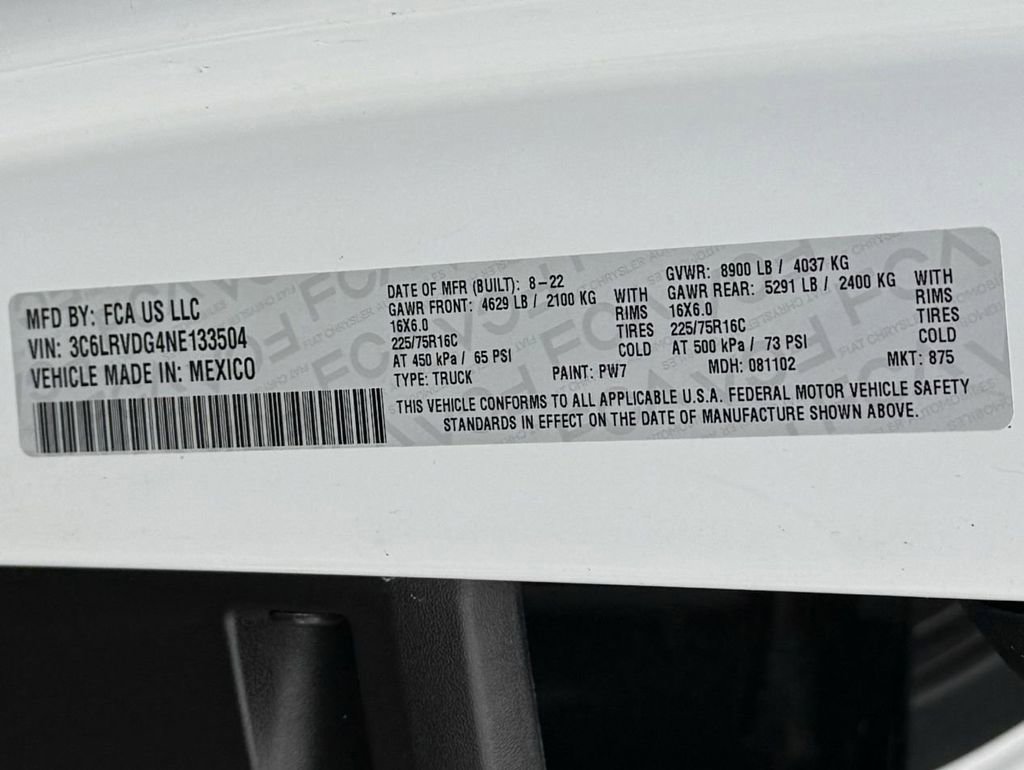 MFD BY: FCA US LLC
VIN: 3C6LRVDG4NE133504
VEHICLE MADE IN: MEXICO
DATE OF MFR (BUILT): 8-22
GAWR FRONT: 4629 LB / 2100 KG WITH
16X6.0 RIMS
225/75R16C TIRES
AT 450 kPa / 65 PSI COLD
TYPE: TRUCK PAINT: PW7
GVWR: 8900 LB / 4037 KG
GAWR REAR: 5291 LB / 2400 KG WITH
16X6.0 RIMS
225/75R16C TIRES
AT 500 kPa / 73 PSI COLD
MDH: 081102 MKT: 875
THIS VEHICLE CONFORMS TO ALL APPLICABLE U.S.A. FEDERAL MOTOR VEHICLE SAFETY
STANDARDS IN EFFECT ON THE DATE OF MANUFACTURE SHOWN ABOVE.